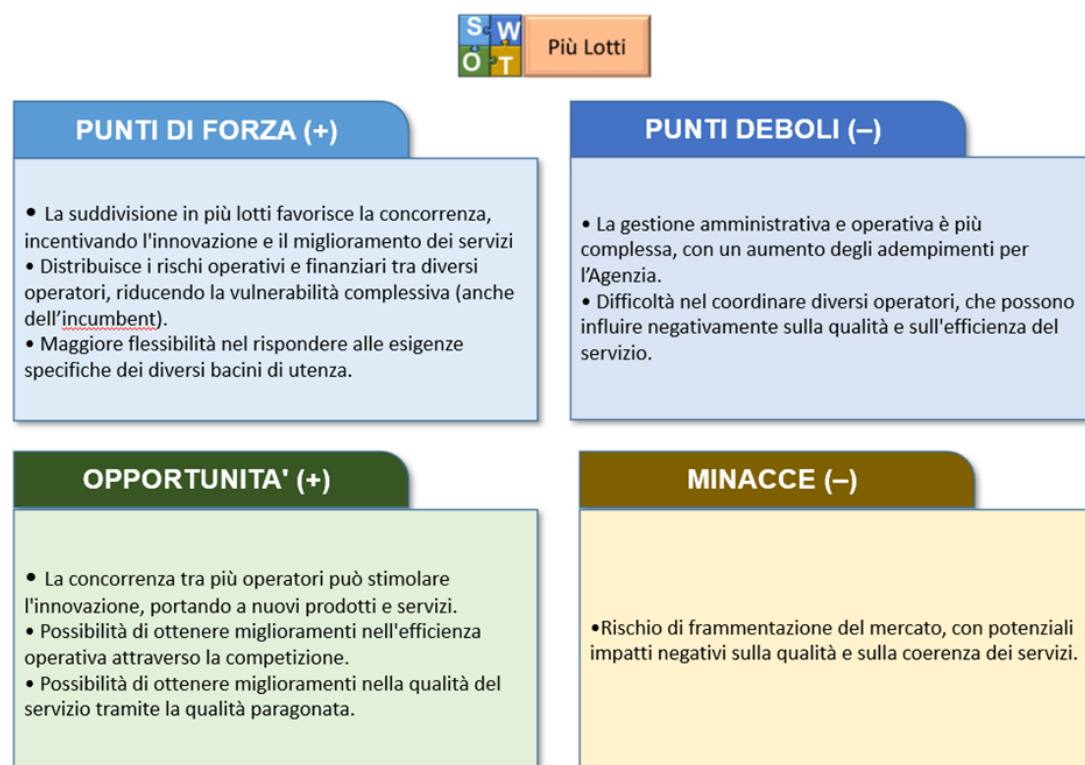 S W
O T
Più Lotti
PUNTI DI FORZA (+)
• La suddivisione in più lotti favorisce la concorrenza,
incentivando l'innovazione e il miglioramento dei servizi
• Distribuisce i rischi operativi e finanziari tra diversi
operatori, riducendo la vulnerabilità complessiva (anche
dell’incumbent).
• Maggiore flessibilità nel rispondere alle esigenze
specifiche dei diversi bacini di utenza.
PUNTI DEBOLI (–)
• La gestione amministrativa e operativa è più
complessa, con un aumento degli adempimenti per
l’Agenzia.
• Difficoltà nel coordinare diversi operatori, che possono
influire negativamente sulla qualità e sull'efficienza del
servizio.
OPPORTUNITA' (+)
• La concorrenza tra più operatori può stimolare
l'innovazione, portando a nuovi prodotti e servizi.
• Possibilità di ottenere miglioramenti nell'efficienza
operativa attraverso la competizione.
• Possibilità di ottenere miglioramenti nella qualità del
servizio tramite la qualità paragonata.
MINACCE (–)
•Rischio di frammentazione del mercato, con potenziali
impatti negativi sulla qualità e sulla coerenza dei servizi.